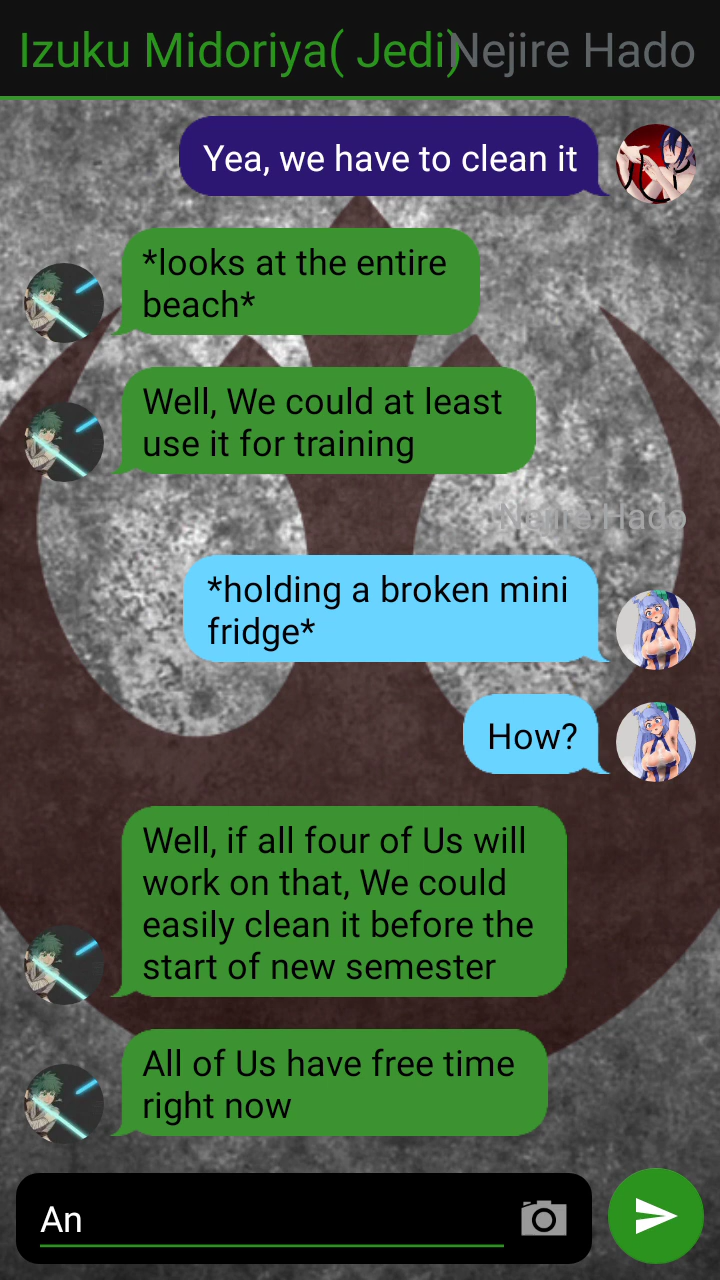 Izuku Midoriya( Jedi)
Nejire Hado
Yea, we have to clean it
*looks at the entire
beach*
Well, We could at least
use it for training
Nejire Hado
*holding a broken mini
fridge*
How?
Well, if all four of Us will
work on that, We could
easily clean it before the
start of new semester
All of Us have free time
right now
An